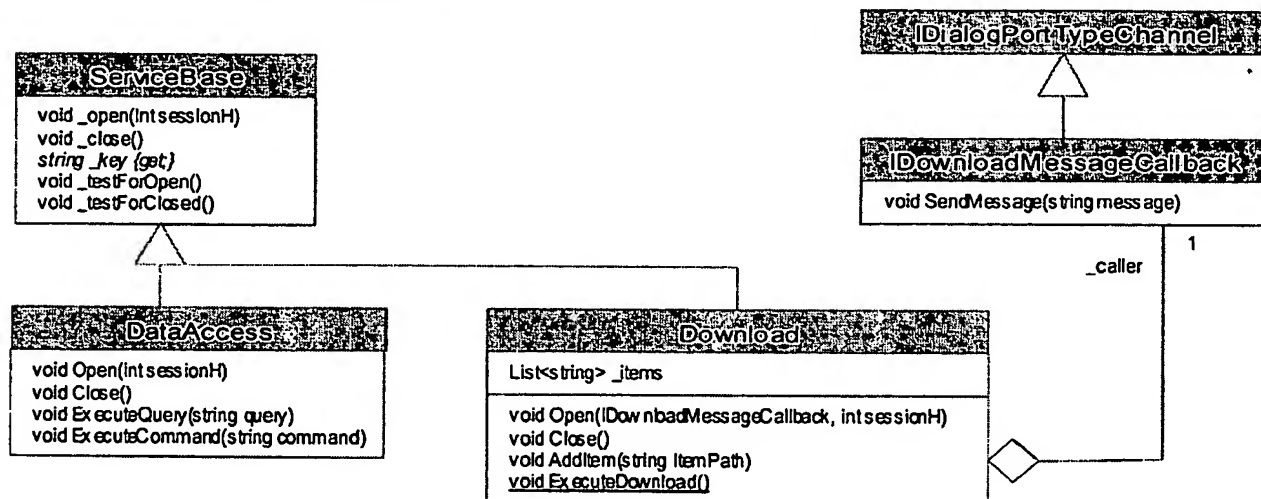 IDialogPortTypeChannel
ServiceBase
void _open(int sessionH)
void _close()
string _key {get;}
void _testForOpen()
void _testForClosed()
IDownloadMessageCallback
void SendMessage(string message)
1
_caller
DataAccess
void Open(int sessionH)
void Close()
void ExecuteQuery(string query)
void ExecuteCommand(string command)
Download
List<string> _items
void Open(IDownloadMessageCallback, int sessionH)
void Close()
void AddItem(string ItemPath)
void ExecuteDownload()